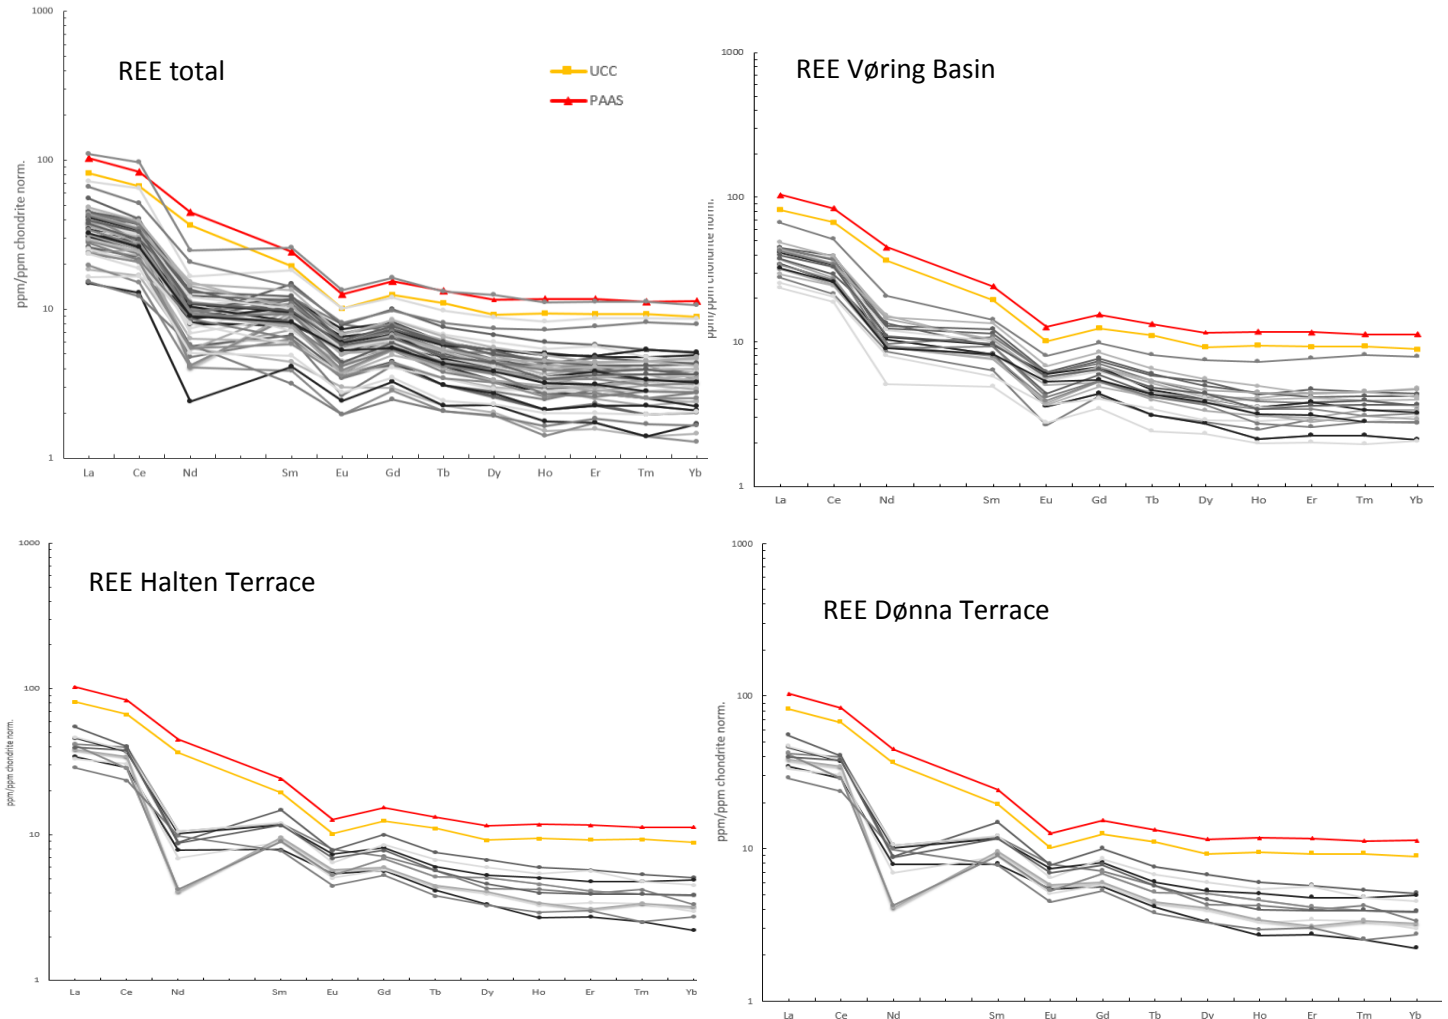 REE total
UCC
PAAS
1000
100
10
1
ppm/ppm chondrite norm.
La Ce Nd Sm Eu Gd Tb Dy Ho Er Tm Yb
REE Vøring Basin
1000
100
10
1
ppm/ppm chondrite norm.
La Ce Nd Sm Eu Gd Tb Dy Ho Er Tm Yb
REE Halten Terrace
1000
100
10
1
ppm/ppm chondrite norm.
La Ce Nd Sm Eu Gd Tb Dy Ho Er Tm Yb
REE Dønna Terrace
1000
100
10
1
ppm/ppm chondrite norm.
La Ce Nd Sm Eu Gd Tb Dy Ho Er Tm Yb